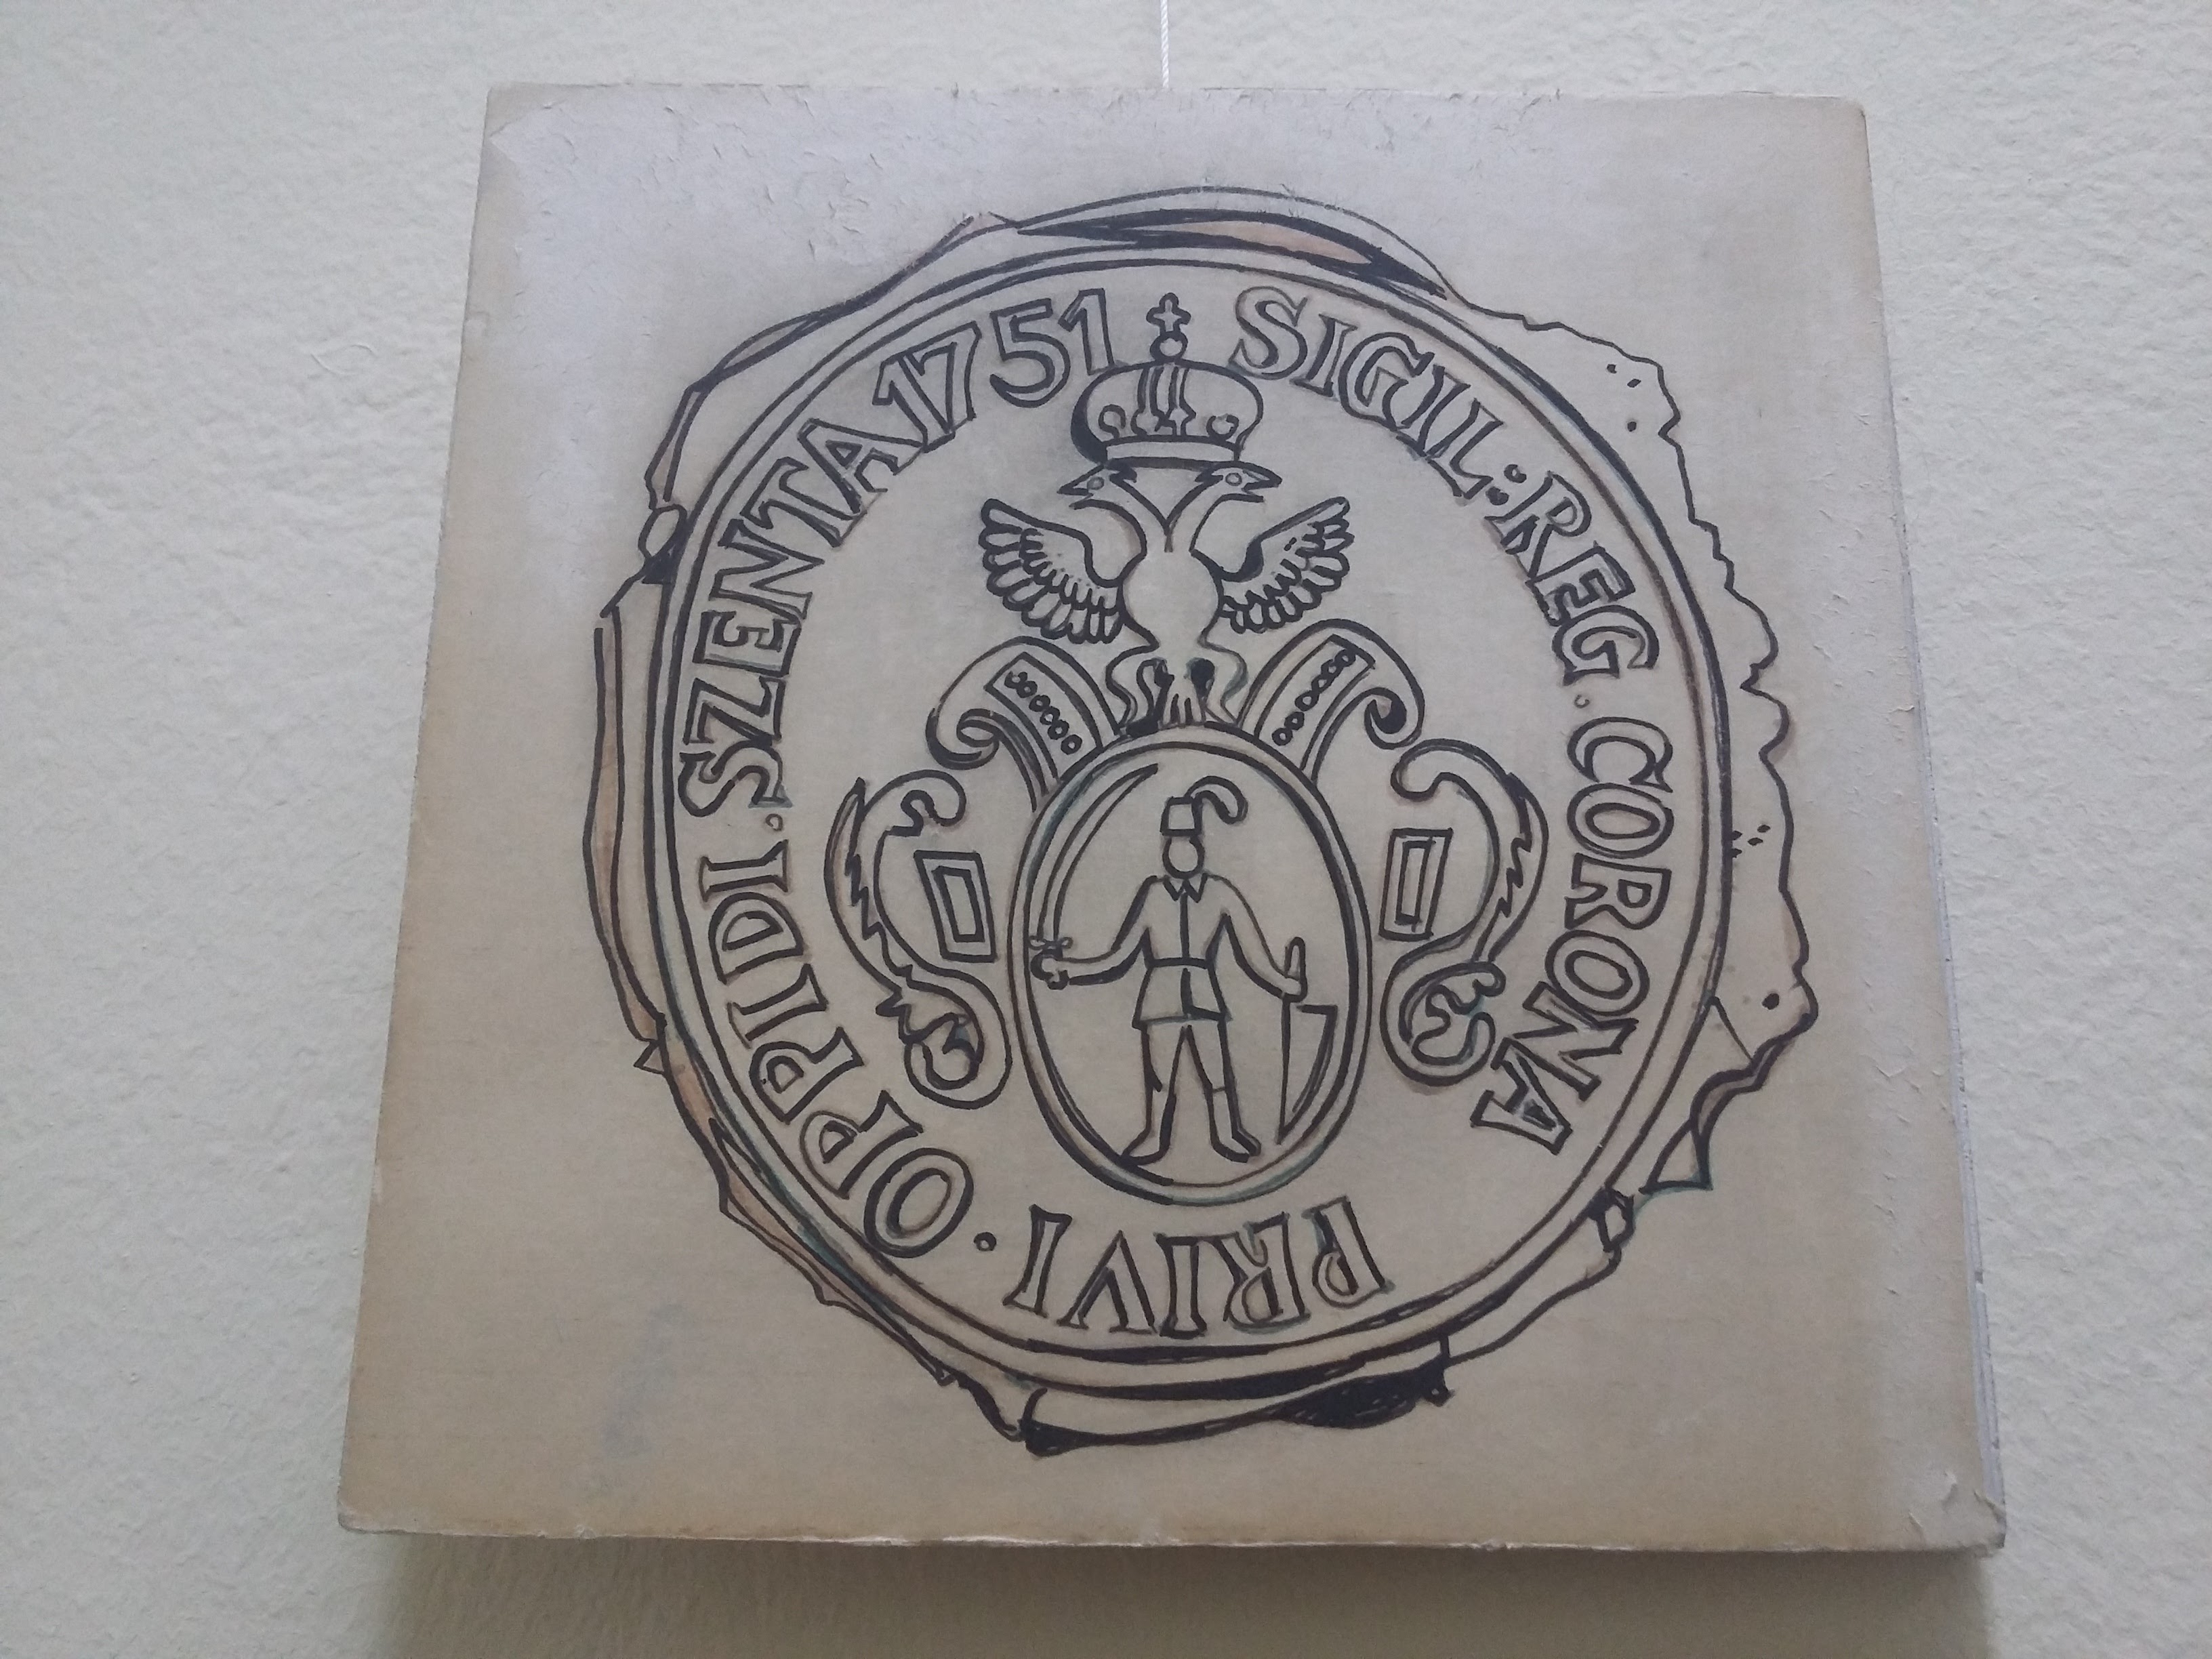 SIGIL: REG. CORONA PRIVI · OPPIDI · SZENTA 1751